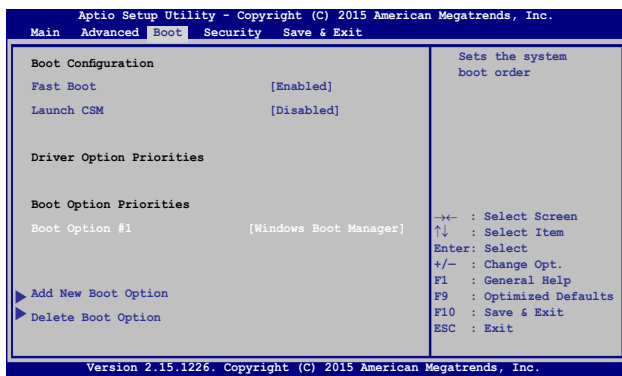 Aptio Setup Utility - Copyright (C) 2015 American Megatrends, Inc.
Main Advanced Boot Security Save & Exit
Boot Configuration
Fast Boot [Enabled]
Launch CSM [Disabled]
Driver Option Priorities
Boot Option Priorities
Boot Option #1 [Windows Boot Manager]
Add New Boot Option
Delete Boot Option
Sets the system
boot order
→← : Select Screen
↑↓ : Select Item
Enter: Select
+/— : Change Opt.
F1 : General Help
F9 : Optimized Defaults
F10 : Save & Exit
ESC : Exit
Version 2.15.1226. Copyright (C) 2015 American Megatrends, Inc.